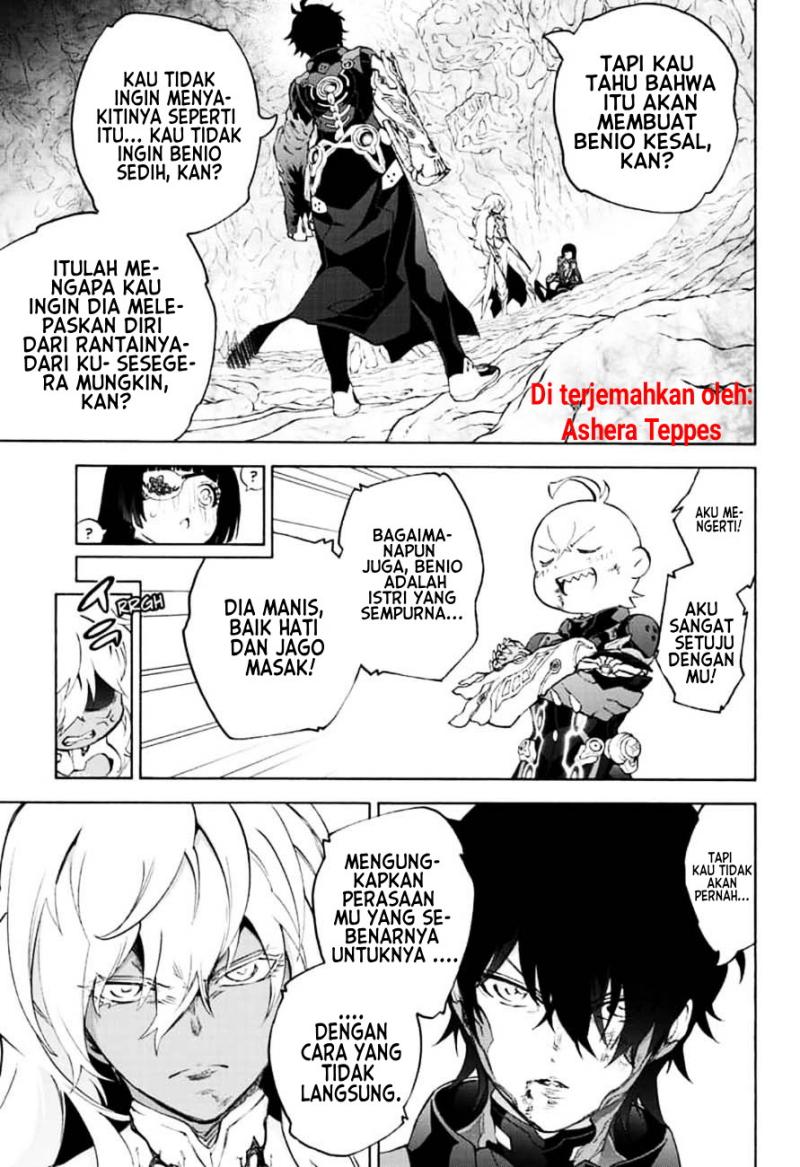 TAPI KAU
TAHU BAHWA
ITU AKAN
MEMBUAT
BENIO KESAL,
KAN?
KAU TIDAK
INGIN MENYA-
KITINYA SEPERTI
ITU... KAU TIDAK
INGIN BENIO
SEDIH, KAN?
ITULAH ME-
NGAPA KAU
INGIN DIA MELE-
PASKAN DIRI
DARI RANTAINYA-
DARI KU- SESEGE-
RA MUNGKIN,
KAN?
Di terjemahkan oleh:
Ashera Teppes
AKU ME-
NGERTI!
AKU
SANGAT
SETUJU
DENGAN
MU!
BAGAIMA-
NAPUN
JUGA, BENIO
ADALAH
ISTRI YANG
SEMPURNA...
DIA MANIS,
BAIK HATI
DAN JAGO
MASAK!
?
?
イラ
RRGH
TAPI
KAU TIDAK
AKAN
PERNAH...
MENGUNG-
KAPKAN
PERASAAN
MU YANG SE-
BENARNYA
UNTUKNYA ....
....
DENGAN
CARA YANG
TIDAK
LANGSUNG.